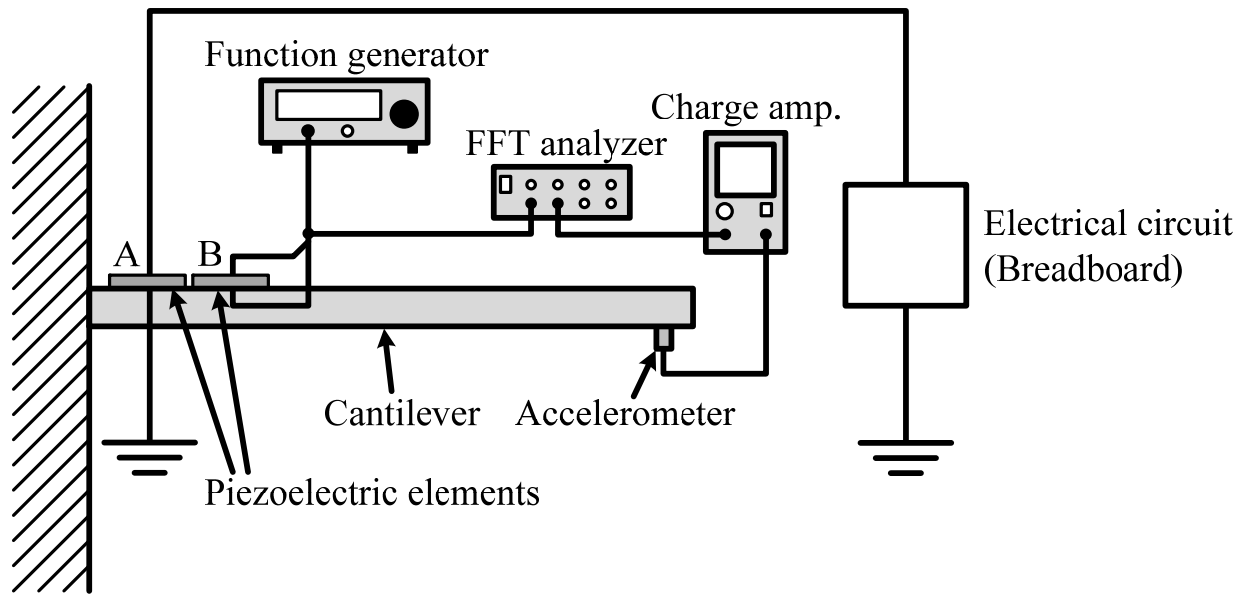 Function generator
Charge amp.
FFT analyzer
A
B
Electrical circuit
(Breadboard)
Cantilever
Accelerometer
Piezoelectric elements